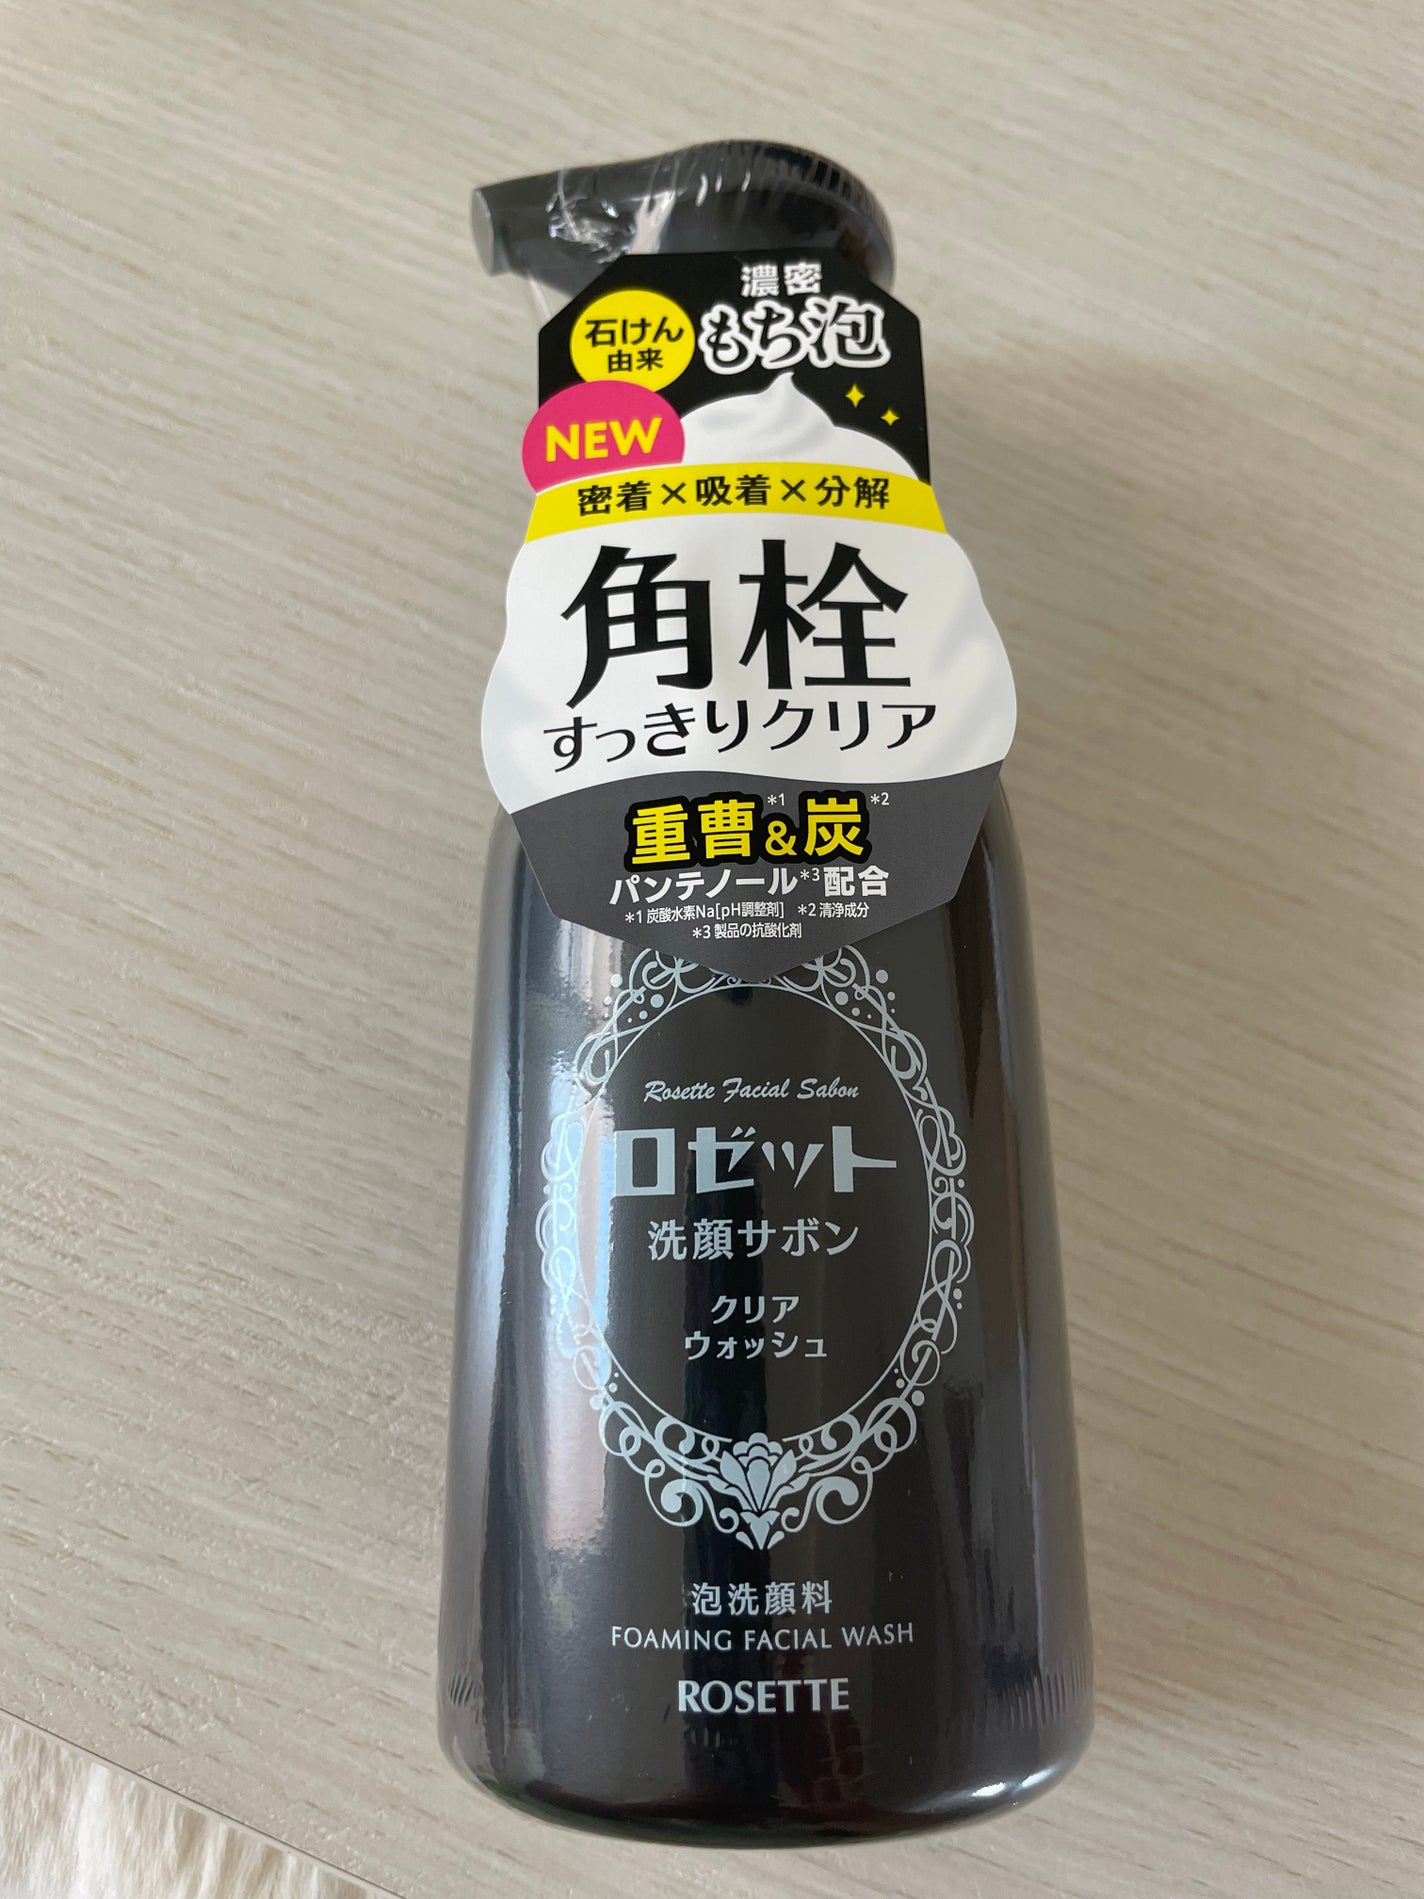 濃密
もち泡
石けん
由来
NEW
密着×吸着×分解
角栓
すっきりクリア
重曹*1&炭*2
パンテノール*3配合
*1 炭酸水素Na[pH調整剤] *2 清浄成分
*3 製品の抗酸化剤
Rosette Facial Sabon
ロゼット
洗顔サボン
クリア
ウォッシュ
泡洗顔料
FOAMING FACIAL WASH
ROSETTE